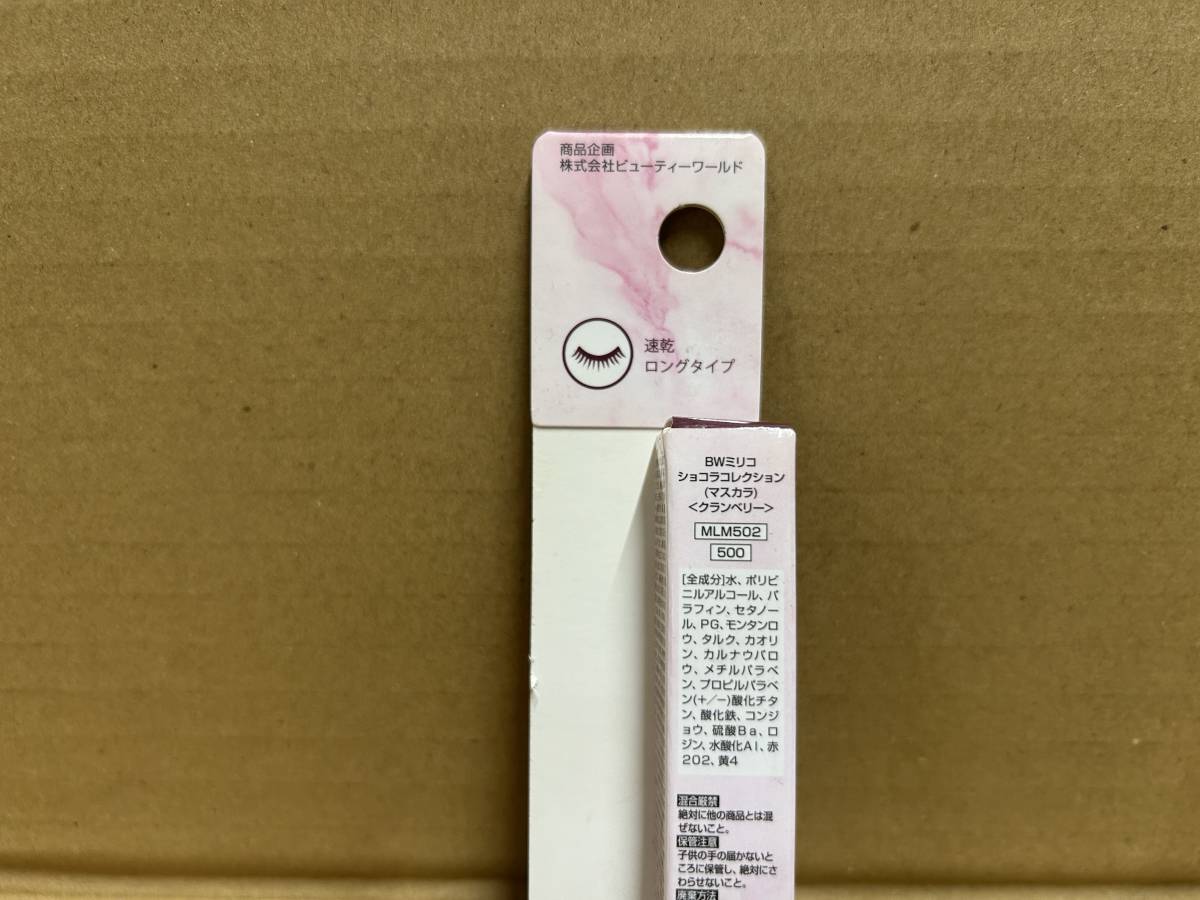 商品企画
株式会社ビューティーワールド
速乾
ロングタイプ
BWミリコ
ショコラコレクション
(マスカラ)
<クランベリー>
MLM502
500
[全成分]水、ポリビ
ニルアルコール、パ
ラフィン、セタノー
ル、PG、モンタンロ
ウ、タルク、カオリ
ン、カルナウバロ
ウ、メチルパラベ
ン、プロピルパラベ
ン(+/−)酸化チタ
ン、酸化鉄、コンジ
ョウ、硫酸Ba、ロ
ジン、水酸化Al、赤
202、黄4
混合厳禁
絶対に他の商品とは混
ぜないこと。
保管注意
子供の手の届かないと
ころに保管し、絶対にさ
わらせないこと。
廃棄方法